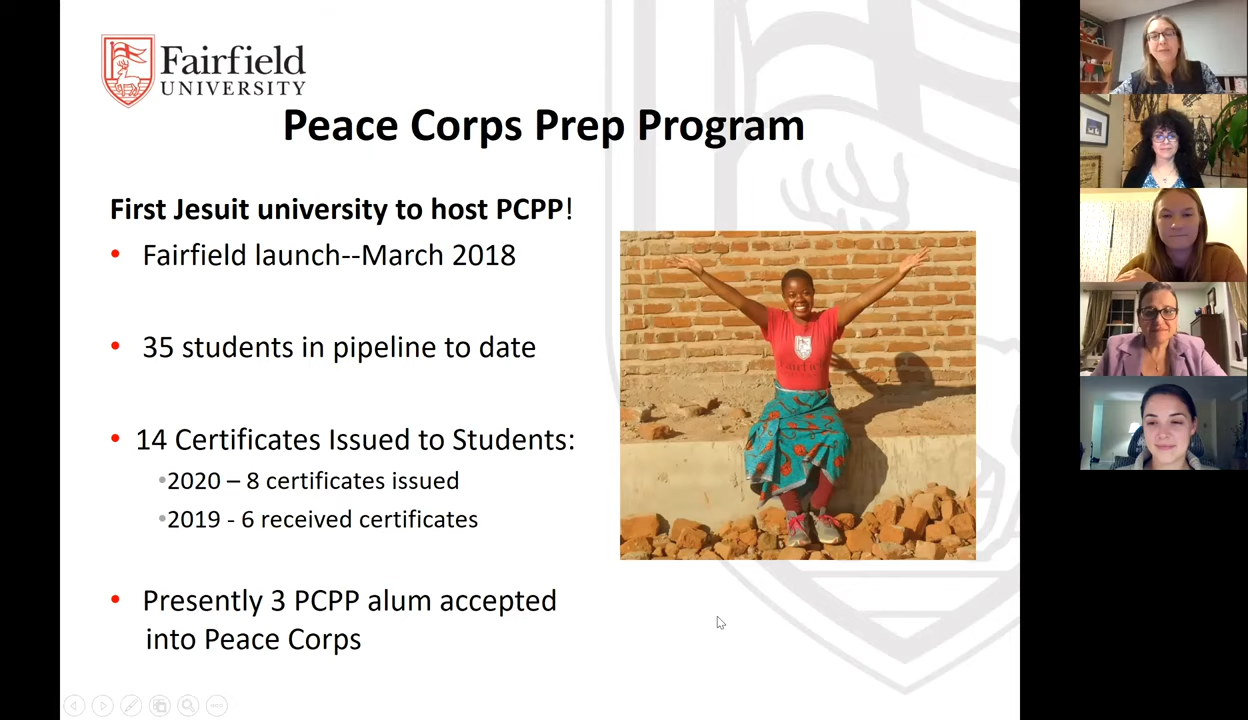 Fairfield
UNIVERSITY
Peace Corps Prep Program
First Jesuit university to host PCPP!
• Fairfield launch--March 2018
• 35 students in pipeline to date
• 14 Certificates Issued to Students:
•2020 – 8 certificates issued
•2019 - 6 received certificates
• Presently 3 PCPP alum accepted
into Peace Corps
Fairfield